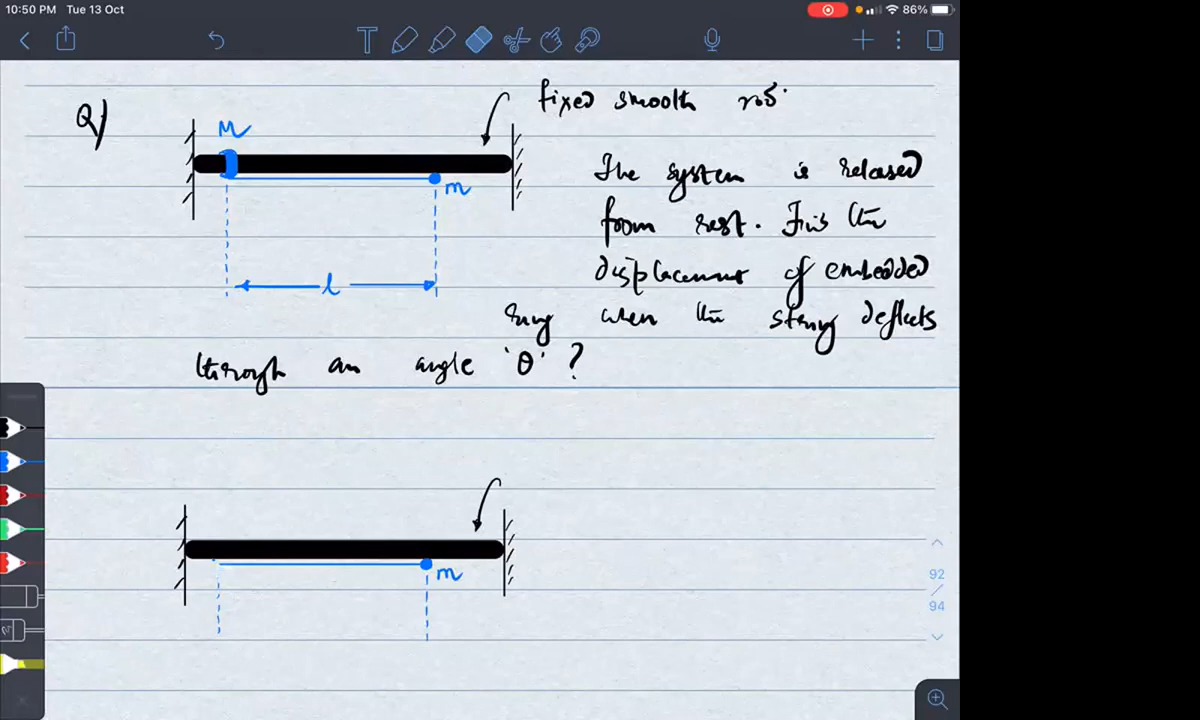 10:50 PM Tue 13 Oct
86%
Q) fixed smooth rod.
M
m
l
The system is released
from rest. Find the
displacement of embedded
ring when the string deflects
through an angle 'θ' ?
m
92
/
94